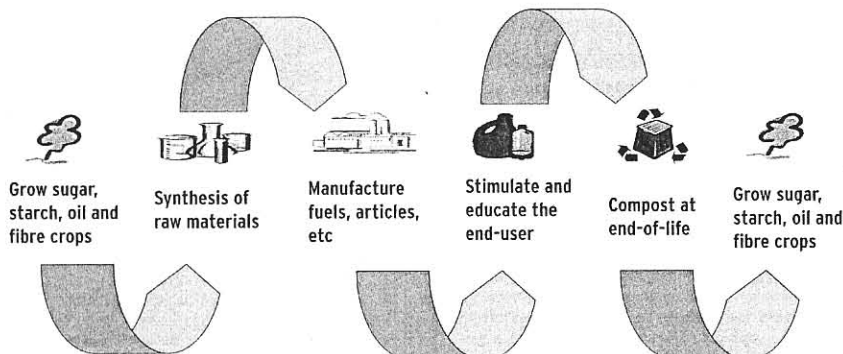 Grow sugar,
starch, oil and
fibre crops
Synthesis of
raw materials
Manufacture
fuels, articles,
etc
Stimulate and
educate the
end-user
Compost at
end-of-life
Grow sugar,
starch, oil and
fibre crops